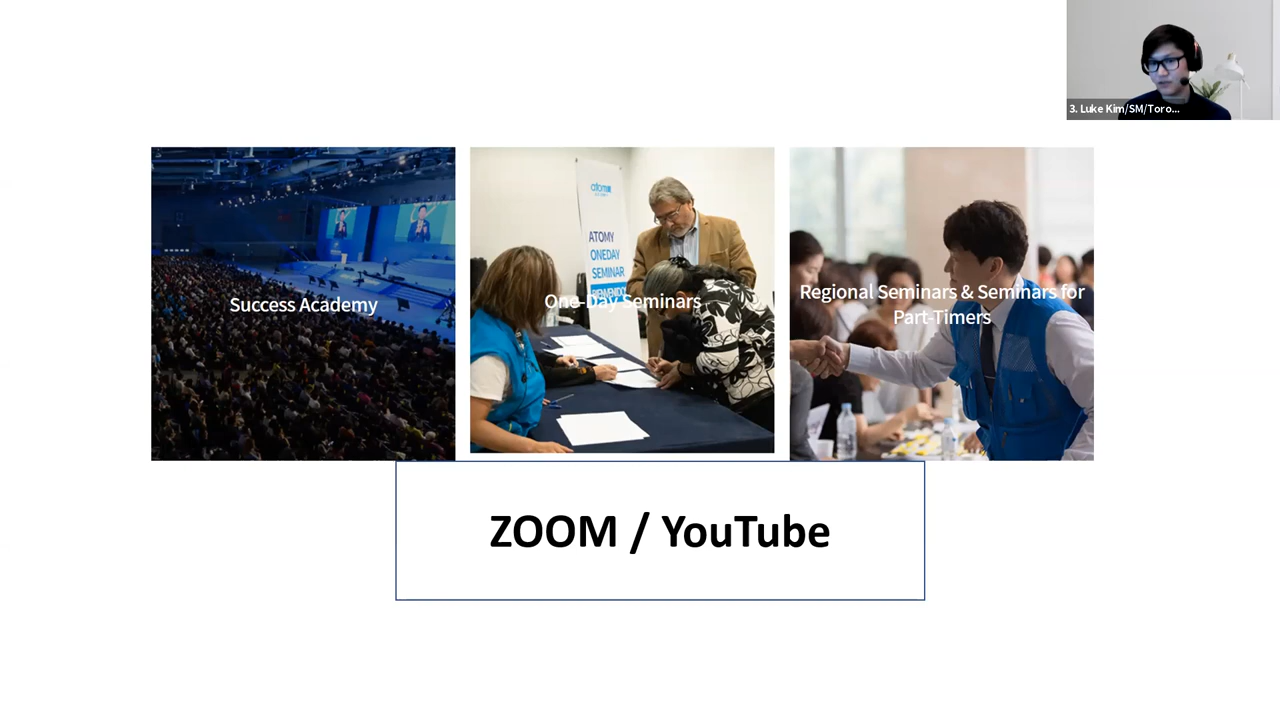 3. Luke Kim/SM/Toro...
Success Academy
atomy
ATOMY
ONEDAY
SEMINAR
One-Day Seminars
Regional Seminars & Seminars for
Part-Timers
ZOOM / YouTube